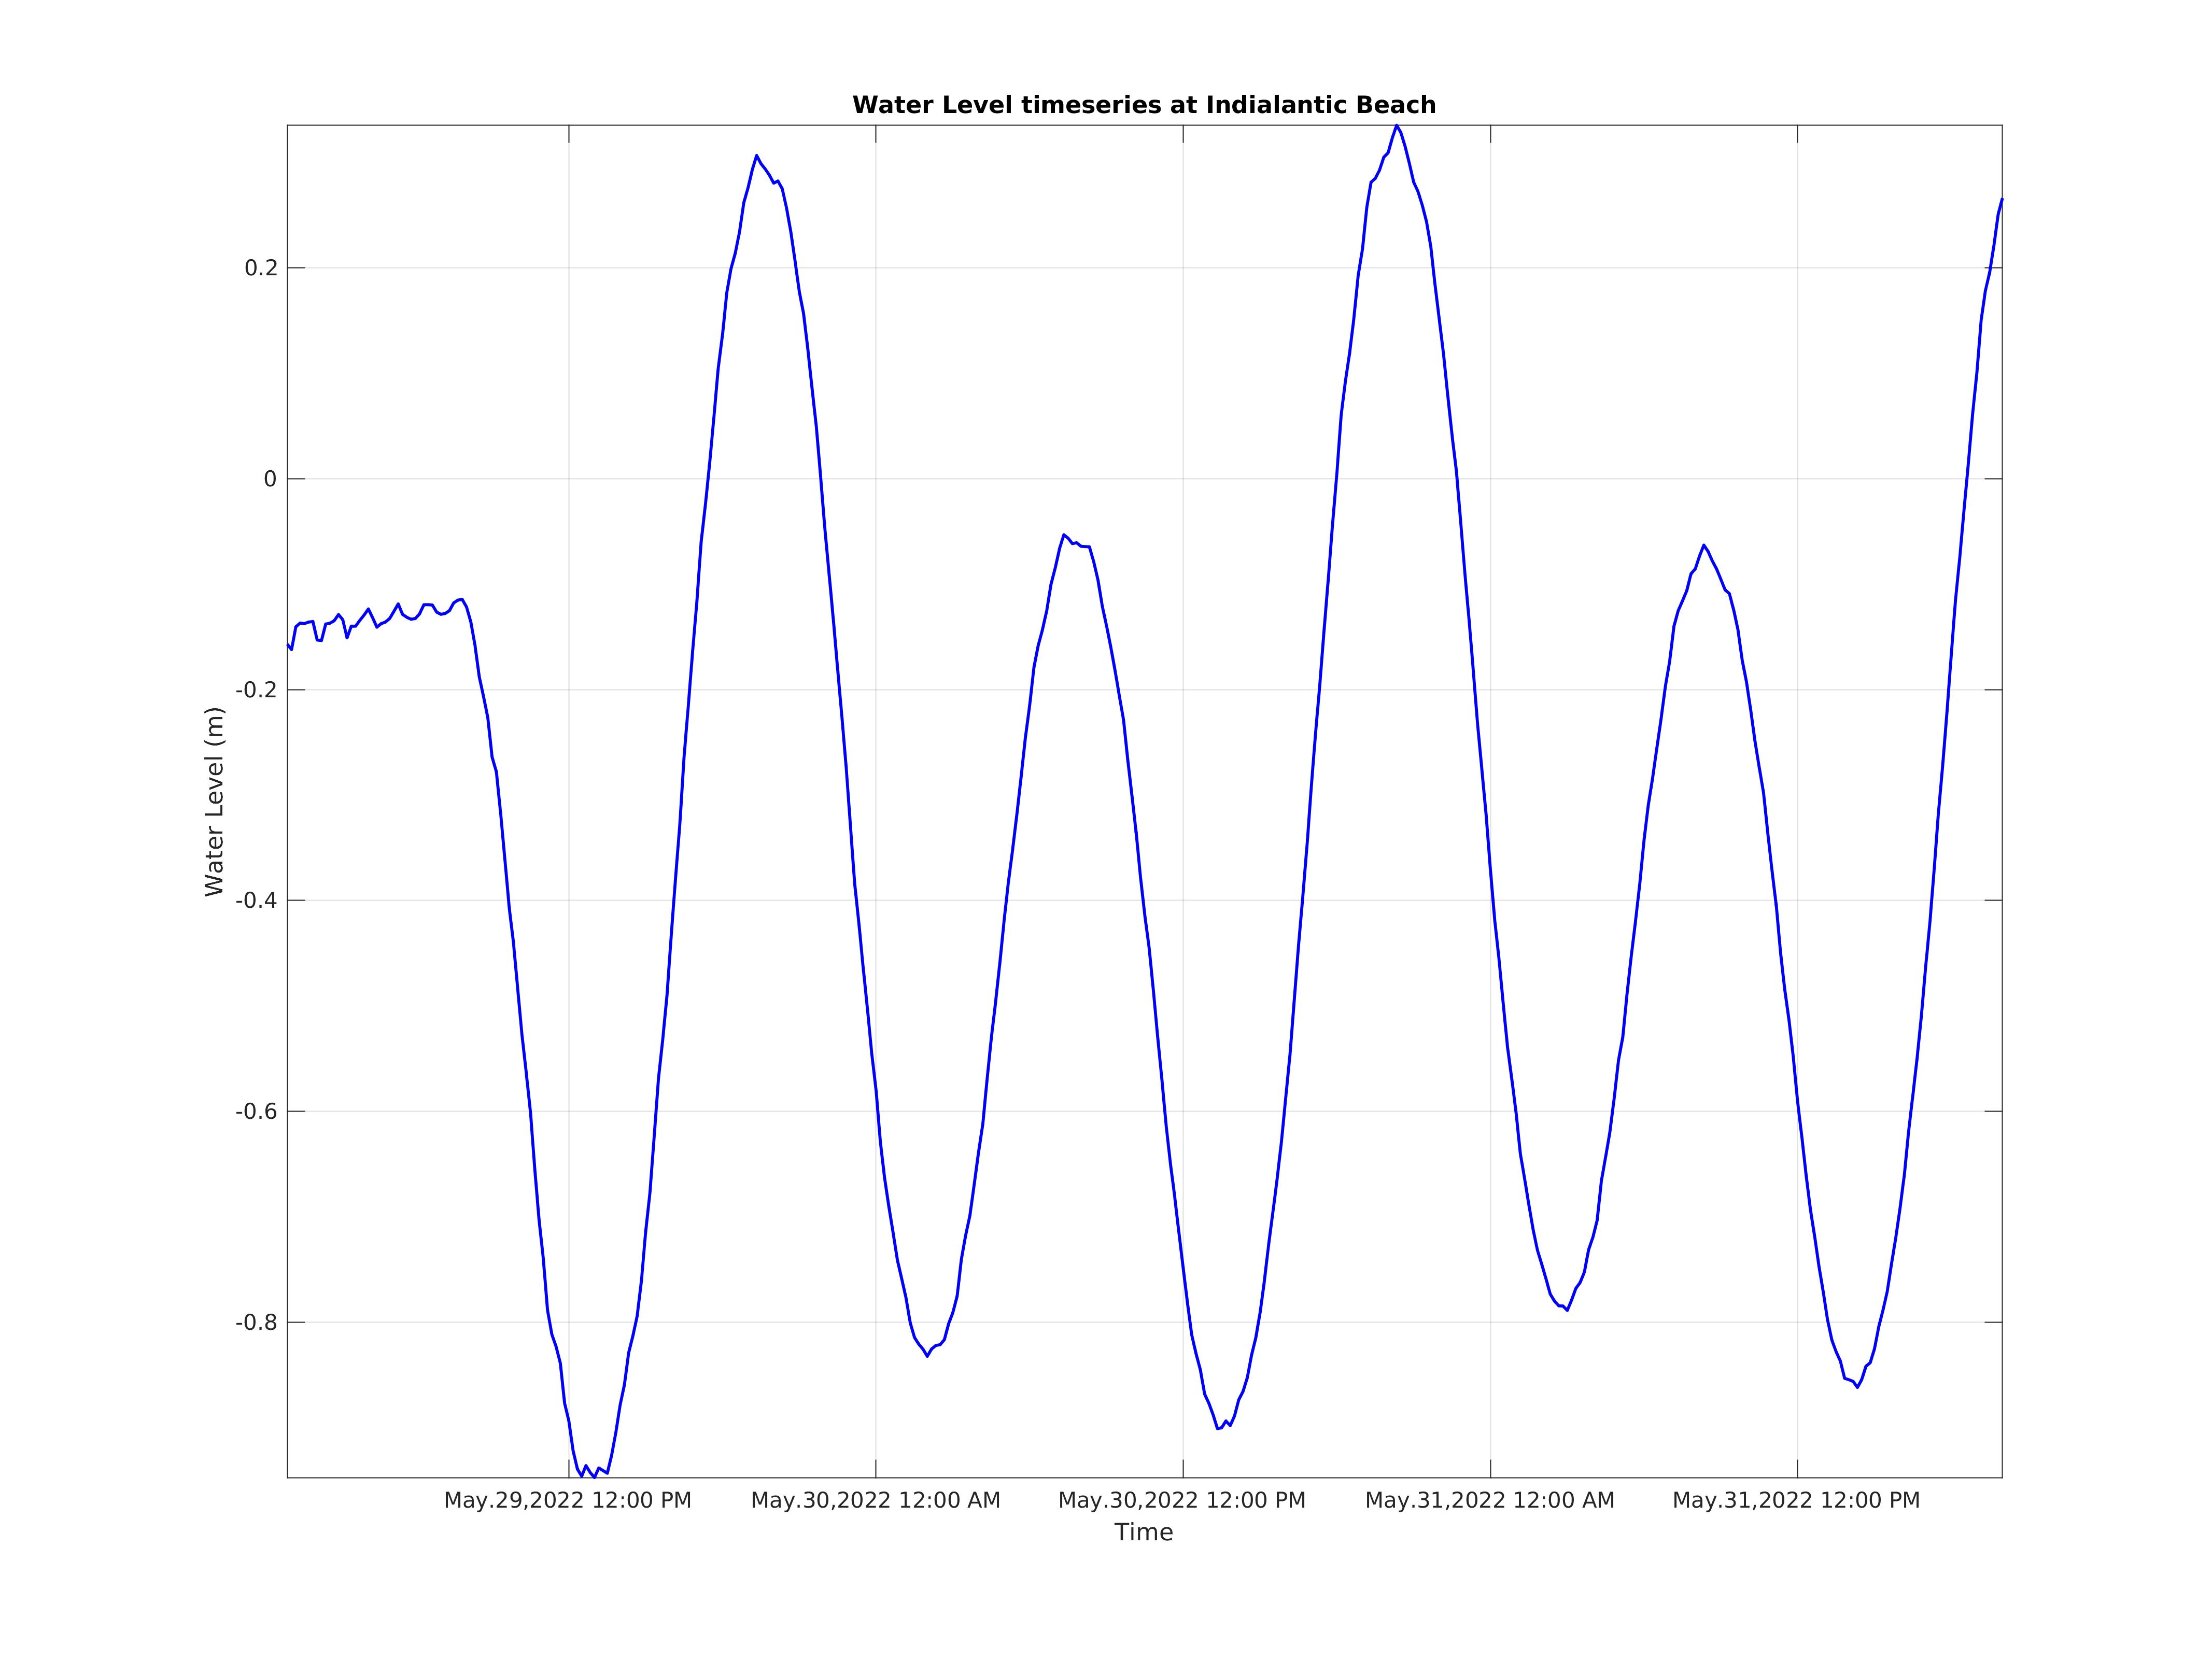 Water Level timeseries at Indialantic Beach
0.2
0
-0.2
-0.4
-0.6
-0.8
Water Level (m)
May.29,2022 12:00 PM
May.30,2022 12:00 AM
May.30,2022 12:00 PM
May.31,2022 12:00 AM
May.31,2022 12:00 PM
Time